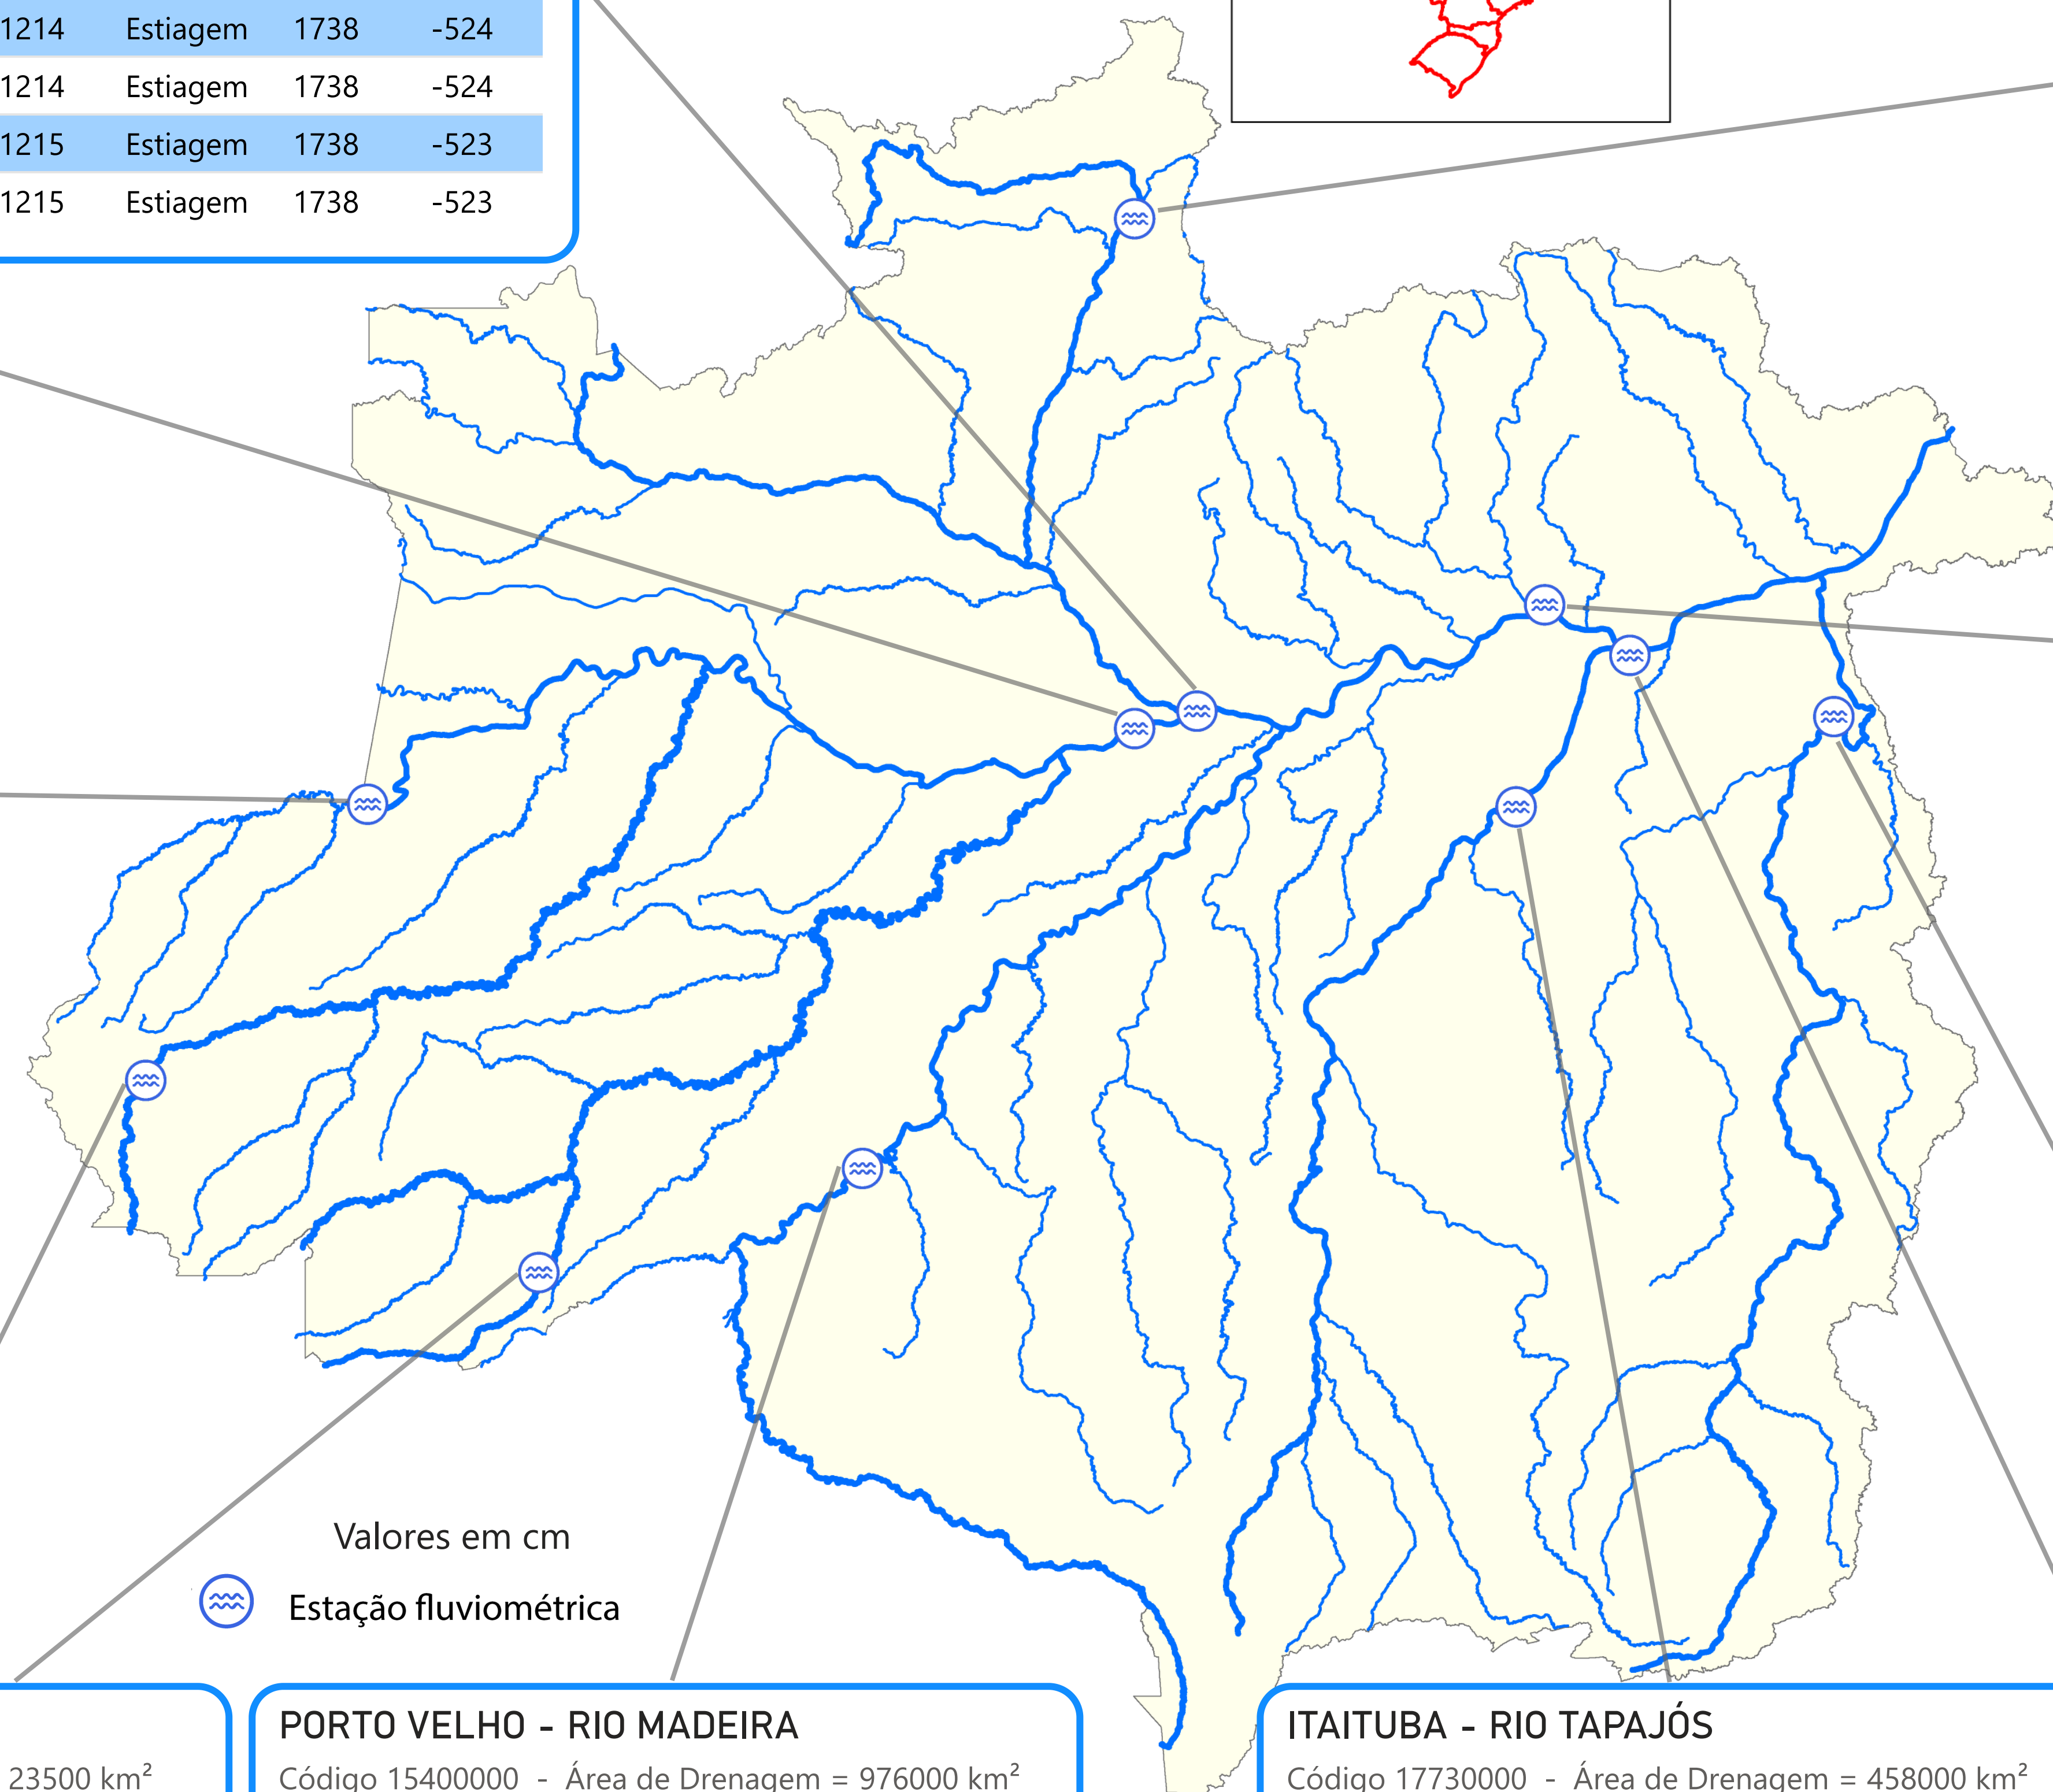 1214 Estiagem 1738 -524
1214 Estiagem 1738 -524
1215 Estiagem 1738 -523
1215 Estiagem 1738 -523
Valores em cm
Estação fluviométrica
23500 km²
PORTO VELHO - RIO MADEIRA
Código 15400000 - Área de Drenagem = 976000 km²
ITAITUBA - RIO TAPAJÓS
Código 17730000 - Área de Drenagem = 458000 km²